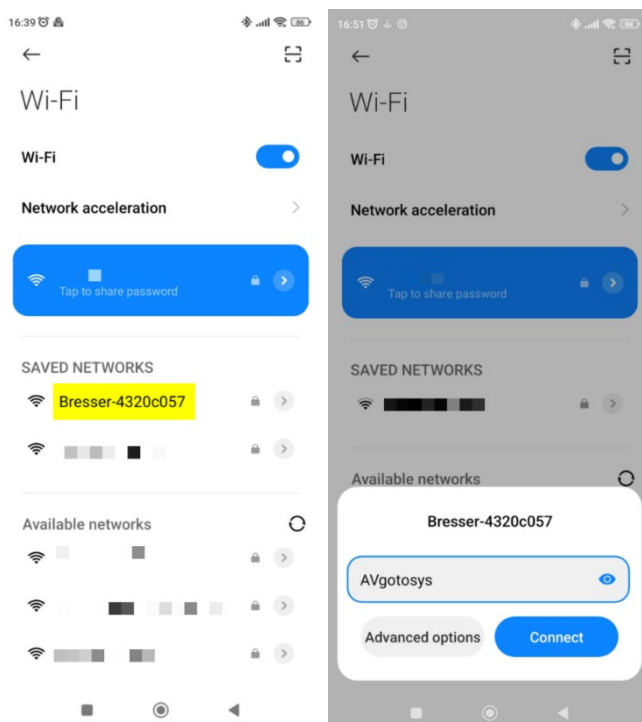 16:39
86
Wi-Fi
Wi-Fi
Network acceleration
Tap to share password
SAVED NETWORKS
Bresser-4320c057
Available networks
16:51
84
Wi-Fi
Wi-Fi
Network acceleration
Tap to share password
SAVED NETWORKS
Available networks
Bresser-4320c057
AVgotosys
Advanced options
Connect